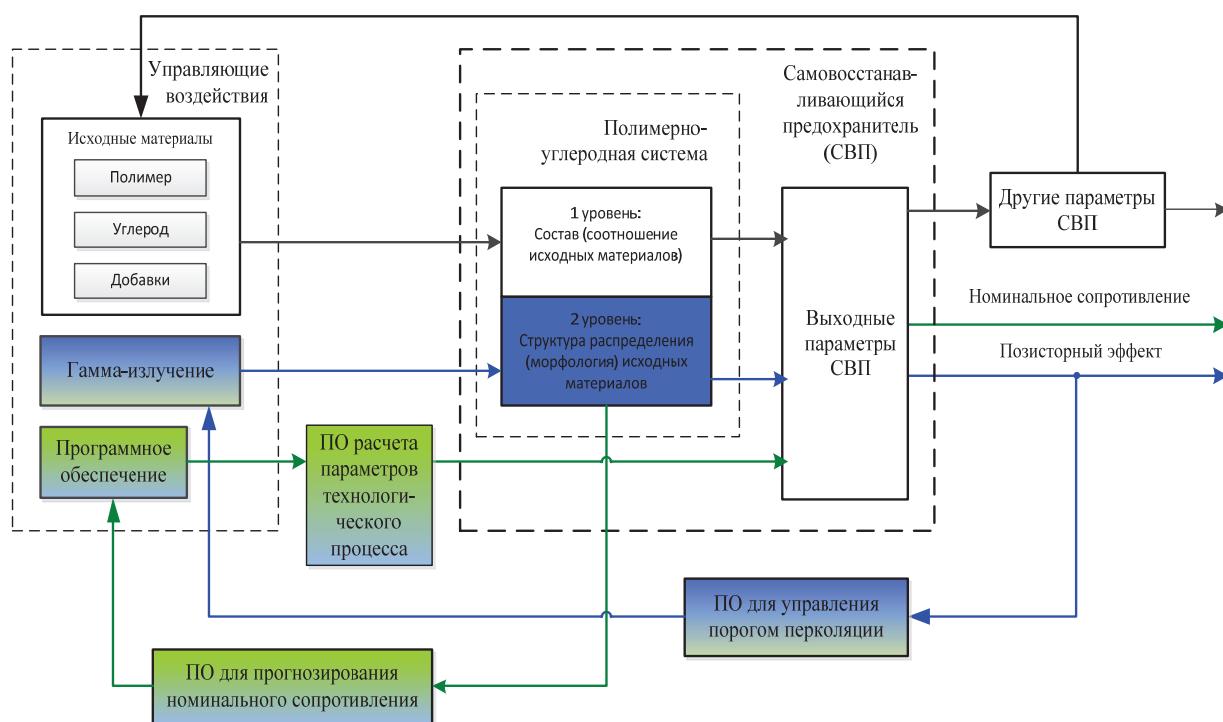 Управляющие
воздействия
Исходные материалы
Полимер
Углерод
Добавки
Гамма-излучение
Программное
обеспечение
ПО расчета
параметров
технологи-
ческого
процесса
Полимерно-
углеродная система
1 уровень:
Состав (соотношение
исходных материалов)
2 уровень:
Структура распределения
(морфология) исходных
материалов
Самовосстанав-
ливающийся
предохранитель
(СВП)
Выходные
параметры
СВП
Другие параметры
СВП
Номинальное сопротивление
Позисторный эффект
ПО для управления
порогом перколяции
ПО для прогнозирования
номинального сопротивления